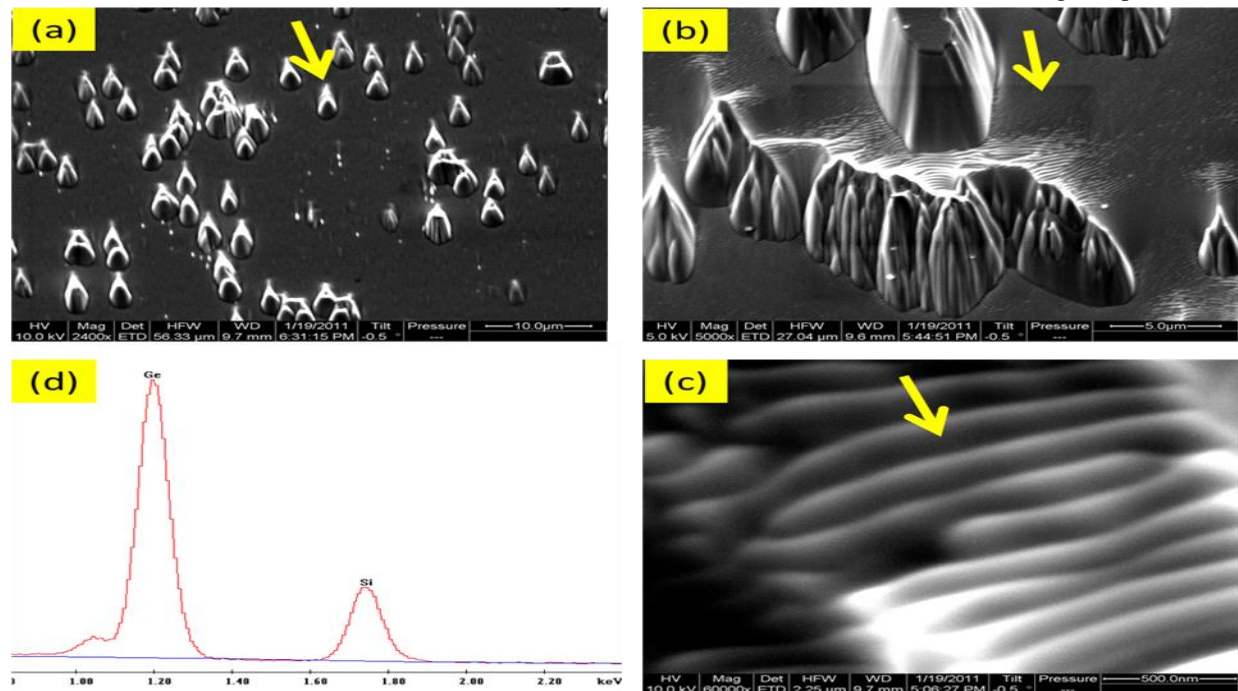 (a)
HV Mag Det HFW WD 1/19/2011 Tilt Pressure 10.0µm
10.0 kV 2400x ETD 56.33 µm 9.7 mm 6:31:15 PM -0.5 ° ---
(b)
HV Mag Det HFW WD 1/19/2011 Tilt Pressure 5.0µm
5.0 kV 5000x ETD 27.04 µm 9.6 mm 5:44:51 PM -0.5 ° ---
(d)
Ge
Si
1.00 1.20 1.40 1.60 1.80 2.00 2.20 keV
(c)
HV Mag Det HFW WD 1/19/2011 Tilt Pressure 500.0nm
10.0 kV 60000x ETD 2.25 µm 9.7 mm 5:06:27 PM -0.5 ° ---